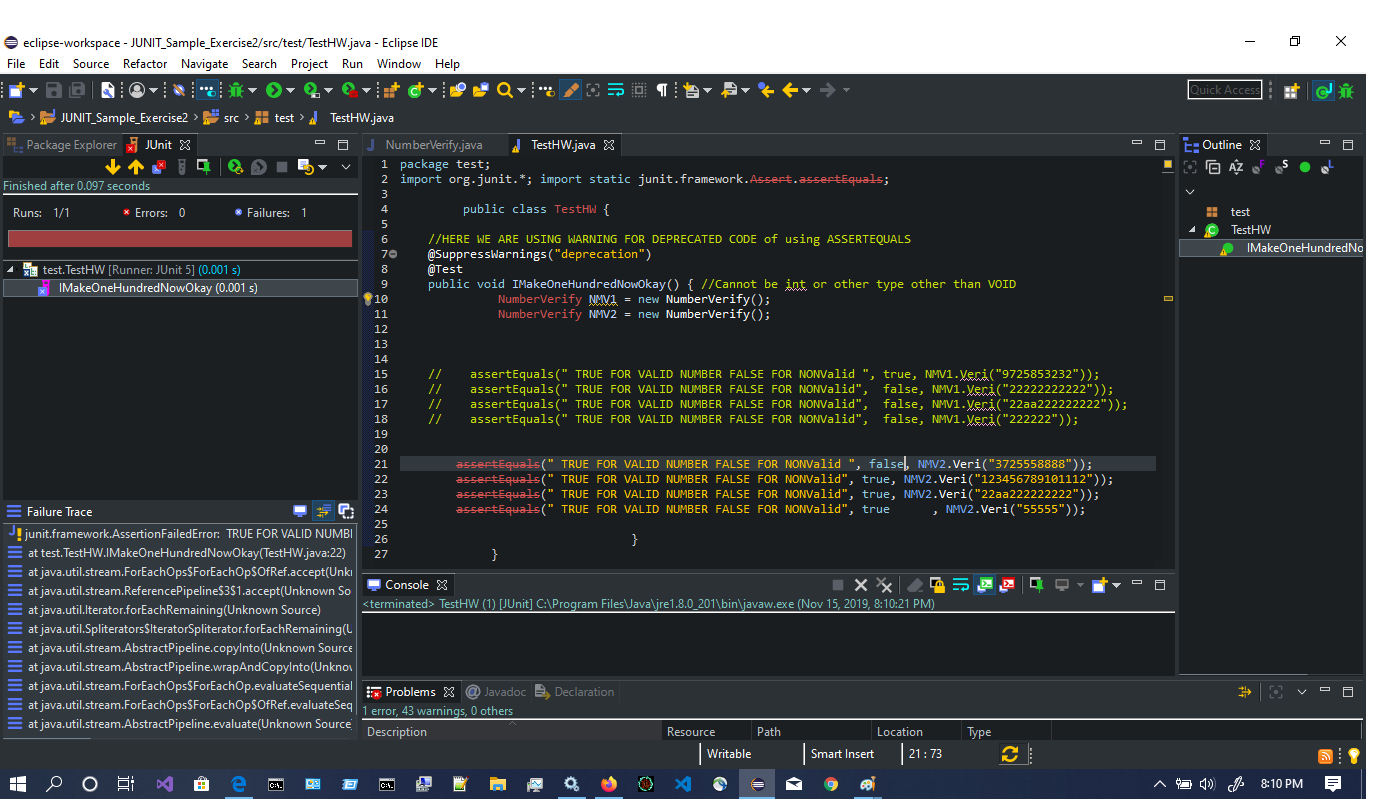 eclipse-workspace - JUNIT_Sample_Exercise2/src/test/TestHW.java - Eclipse IDE
File Edit Source Refactor Navigate Search Project Run Window Help
Quick Access
JUNIT_Sample_Exercise2 > src > test > TestHW.java
Package Explorer JUnit
Finished after 0.097 seconds
Runs: 1/1 Errors: 0 Failures: 1
test.TestHW [Runner: JUnit 5] (0.001 s)
IMakeOneHundredNowOkay (0.001 s)
Failure Trace
junit.framework.AssertionFailedError: TRUE FOR VALID NUMB
at test.TestHW.IMakeOneHundredNowOkay(TestHW.java:22)
at java.util.stream.ForEachOps$ForEachOp$OfRef.accept(Unk
at java.util.stream.ReferencePipeline$3$1.accept(Unknown So
at java.util.Iterator.forEachRemaining(Unknown Source)
at java.util.Spliterators$IteratorSpliterator.forEachRemaining(U
at java.util.stream.AbstractPipeline.copyInto(Unknown Source
at java.util.stream.AbstractPipeline.wrapAndCopyInto(Unknow
at java.util.stream.ForEachOps$ForEachOp.evaluateSequential
at java.util.stream.ForEachOps$ForEachOp$OfRef.evaluateSeq
at java.util.stream.AbstractPipeline.evaluate(Unknown Source
NumberVerify.java TestHW.java
1 package test;
2 import org.junit.*; import static junit.framework.Assert.assertEquals;
3
4 public class TestHW {
5
6 //HERE WE ARE USING WARNING FOR DEPRECATED CODE of using ASSERTEQUALS
7 @SuppressWarnings("deprecation")
8 @Test
9 public void IMakeOneHundredNowOkay() { //Cannot be int or other type other than VOID
10 NumberVerify NMV1 = new NumberVerify();
11 NumberVerify NMV2 = new NumberVerify();
12
13
14
15 // assertEquals(" TRUE FOR VALID NUMBER FALSE FOR NONValid ", true, NMV1.Veri("9725853232"));
16 // assertEquals(" TRUE FOR VALID NUMBER FALSE FOR NONValid", false, NMV1.Veri("22222222222"));
17 // assertEquals(" TRUE FOR VALID NUMBER FALSE FOR NONValid", false, NMV1.Veri("22aa222222222"));
18 // assertEquals(" TRUE FOR VALID NUMBER FALSE FOR NONValid", false, NMV1.Veri("222222"));
19
20
21 assertEquals(" TRUE FOR VALID NUMBER FALSE FOR NONValid ", false, NMV2.Veri("3725558888"));
22 assertEquals(" TRUE FOR VALID NUMBER FALSE FOR NONValid", true, NMV2.Veri("123456789101112"));
23 assertEquals(" TRUE FOR VALID NUMBER FALSE FOR NONValid", true, NMV2.Veri("22aa222222222"));
24 assertEquals(" TRUE FOR VALID NUMBER FALSE FOR NONValid", true , NMV2.Veri("55555"));
25
26 }
27 }
Console
<terminated> TestHW (1) [JUnit] C:\Program Files\Java\jre1.8.0_201\bin\javaw.exe (Nov 15, 2019, 8:10:21 PM)
Problems Javadoc Declaration
1 error, 43 warnings, 0 others
Description Resource Path Location Type
Outline
test
TestHW
IMakeOneHundredNo
Writable Smart Insert 21 : 73
8:10 PM